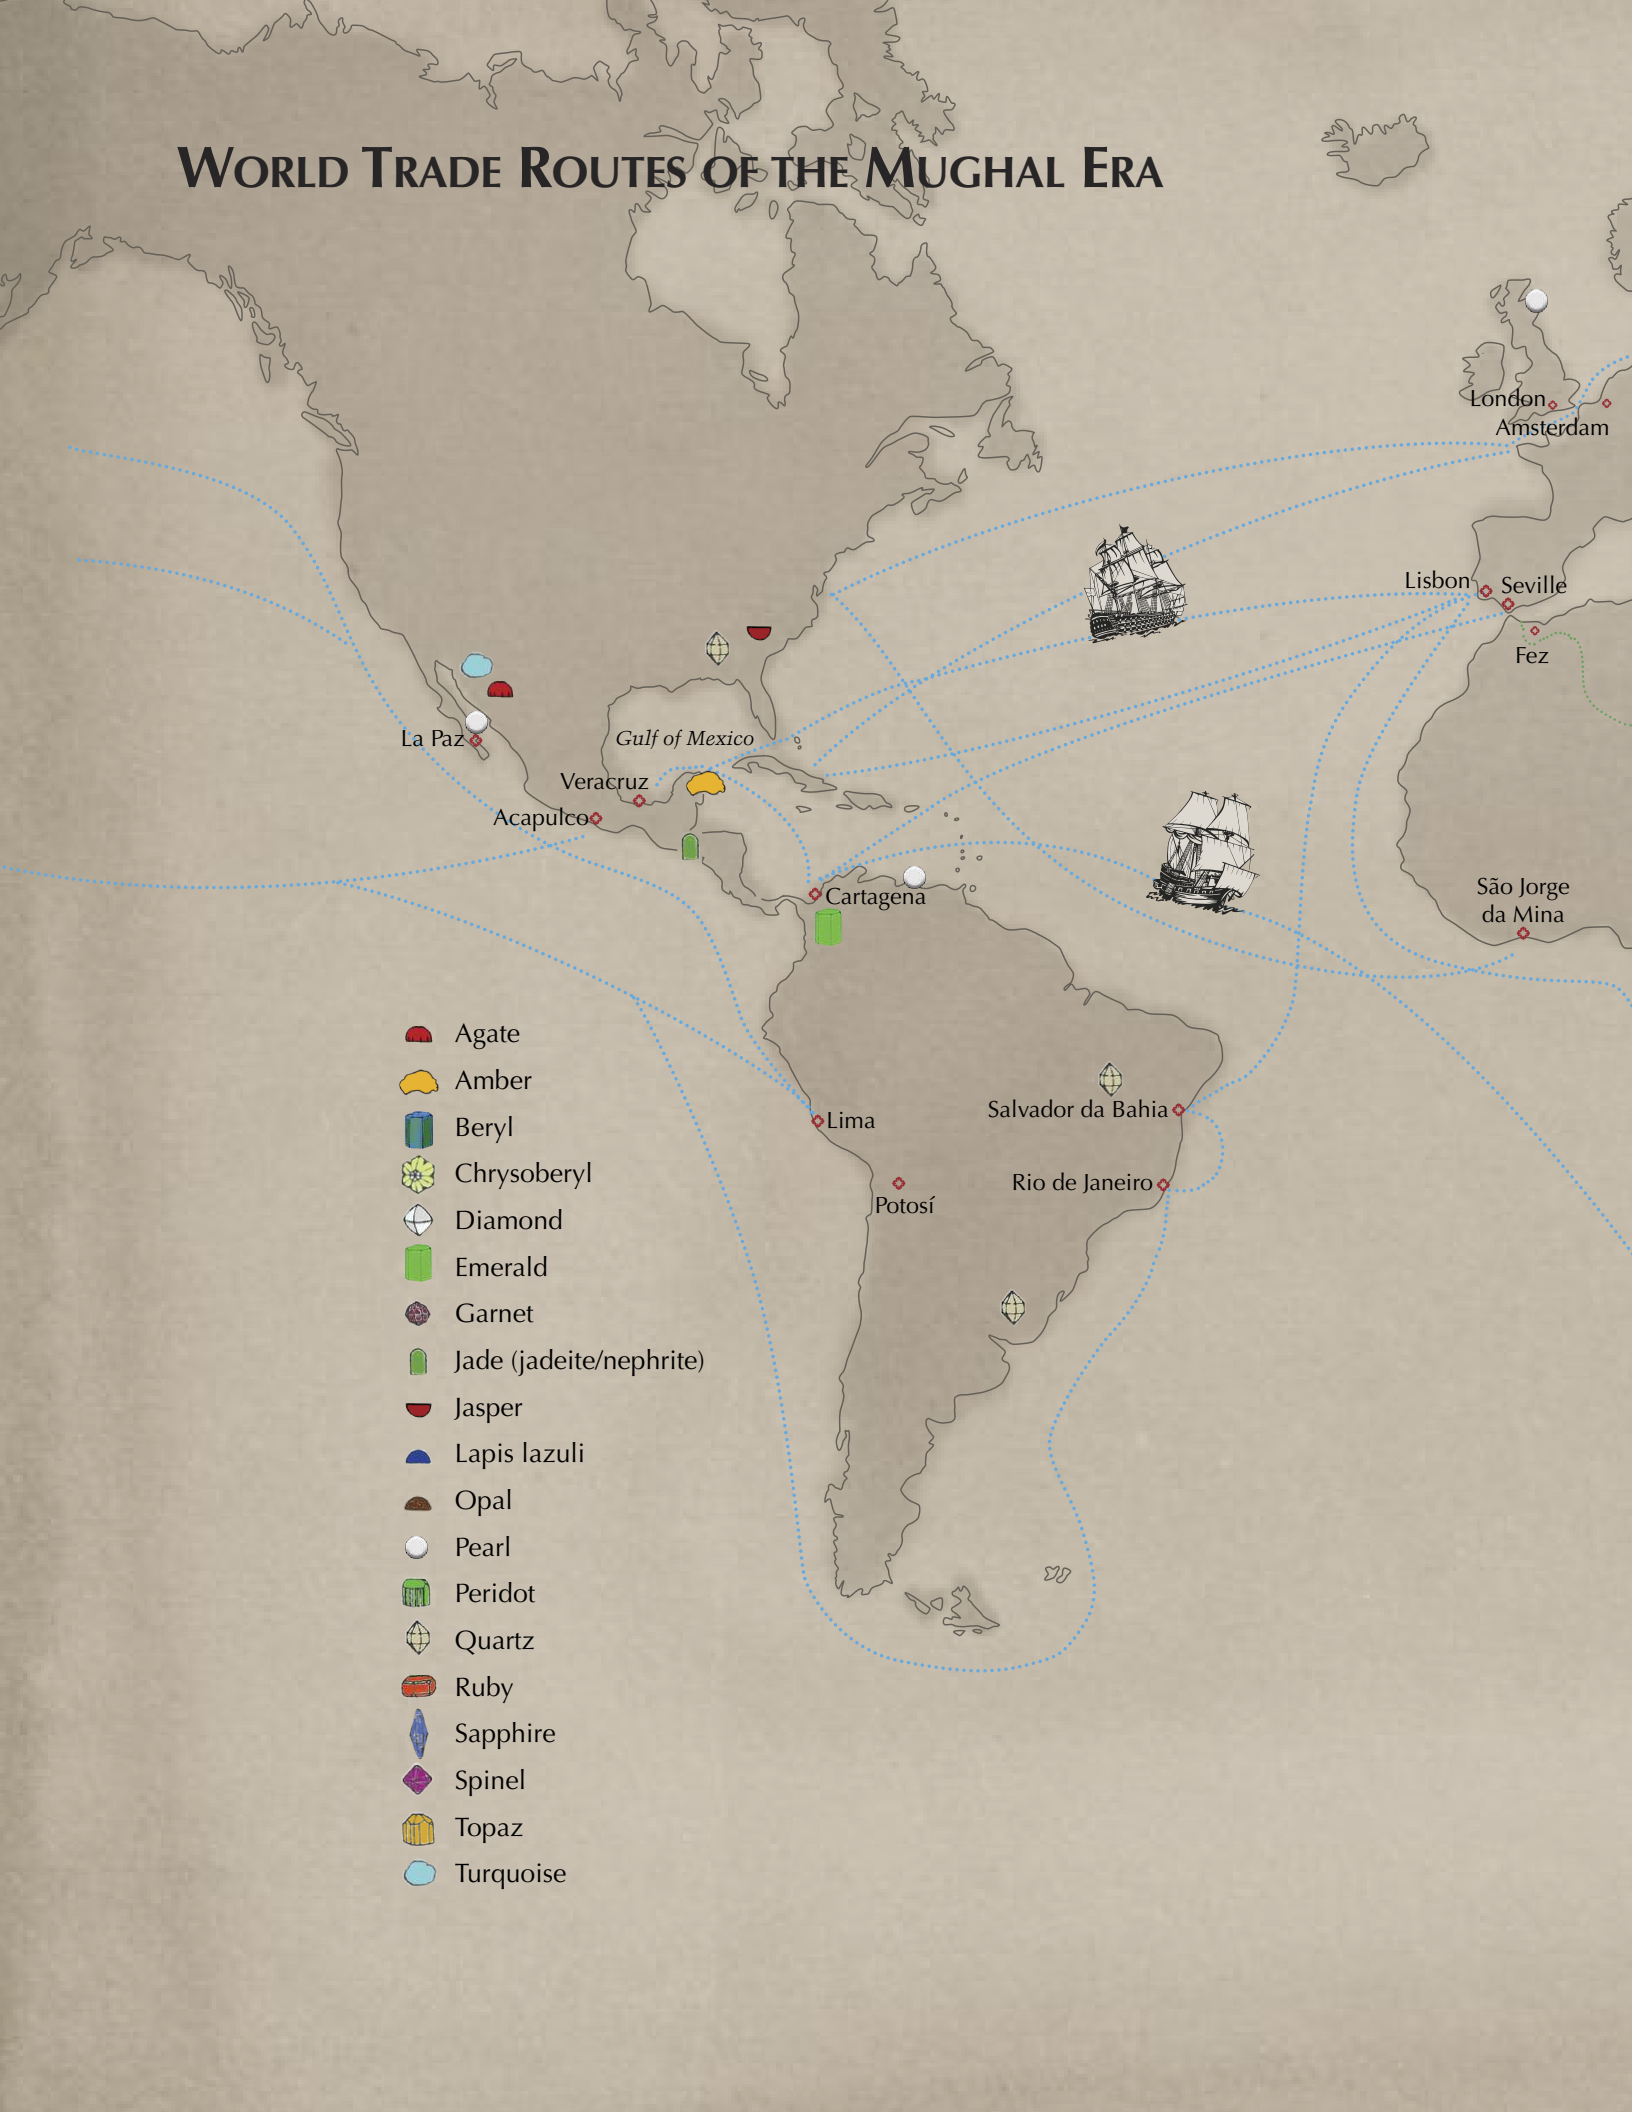 WORLD TRADE ROUTES OF THE MUGHAL ERA
London
Amsterdam
Lisbon
Seville
Fez
La Paz
Gulf of Mexico
Veracruz
Acapulco
Cartagena
São Jorge
da Mina
Lima
Salvador da Bahia
Rio de Janeiro
Potosí
Agate
Amber
Beryl
Chrysoberyl
Diamond
Emerald
Garnet
Jade (jadeite/nephrite)
Jasper
Lapis lazuli
Opal
Pearl
Peridot
Quartz
Ruby
Sapphire
Spinel
Topaz
Turquoise